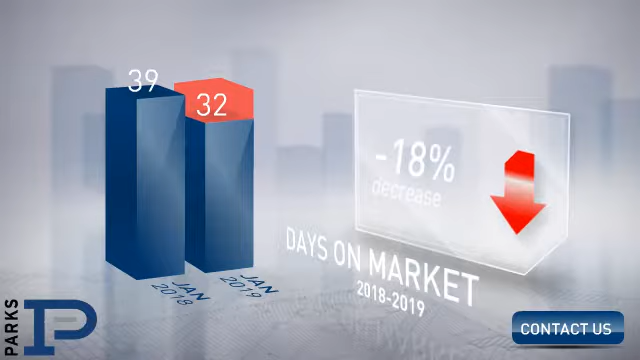 39
32
JAN
2018
JAN
2019
-18%
decrease
DAYS ON MARKET
2018-2019
PARKS
P
CONTACT US